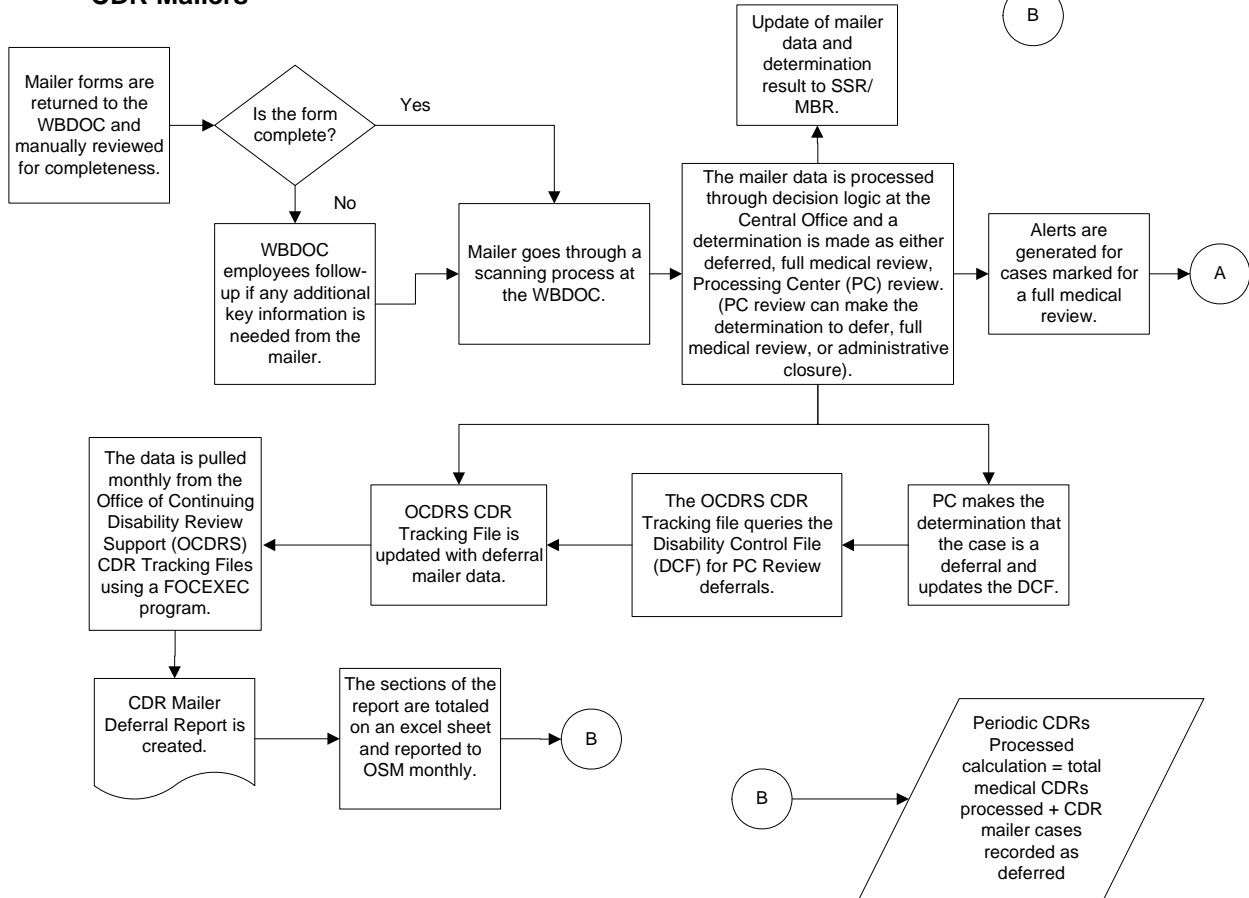 CDR Mailers
B
Mailer forms are
returned to the
WBDOC and
manually reviewed
for completeness.
Is the form
complete?
Yes
No
WBDOC
employees follow-
up if any additional
key information is
needed from the
mailer.
Mailer goes through a
scanning process at
the WBDOC.
Update of mailer
data and
determination
result to SSR/
MBR.
The mailer data is processed
through decision logic at the
Central Office and a
determination is made as either
deferred, full medical review,
Processing Center (PC) review.
(PC review can make the
determination to defer, full
medical review, or administrative
closure).
Alerts are
generated for
cases marked for
a full medical
review.
A
The data is pulled
monthly from the
Office of Continuing
Disability Review
Support (OCDRS)
CDR Tracking Files
using a FOCEXEC
program.
OCDRS CDR
Tracking File is
updated with deferral
mailer data.
The OCDRS CDR
Tracking file queries the
Disability Control File
(DCF) for PC Review
deferrals.
PC makes the
determination that
the case is a
deferral and
updates the DCF.
CDR Mailer
Deferral Report is
created.
The sections of the
report are totaled
on an excel sheet
and reported to
OSM monthly.
B
B
Periodic CDRs
Processed
calculation = total
medical CDRs
processed + CDR
mailer cases
recorded as
deferred